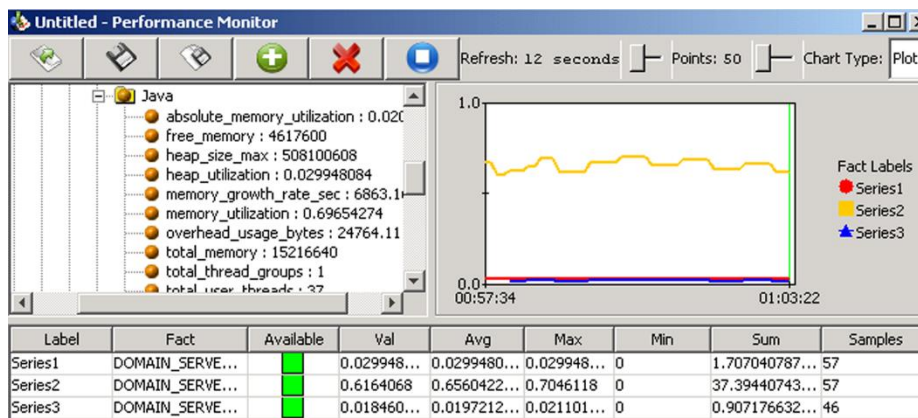 Untitled - Performance Monitor
Refresh: 12 seconds Points: 50 Chart Type: Plot
Java
absolute_memory_utilization : 0.020
free_memory : 4617600
heap_size_max : 508100608
heap_utilization : 0.029948084
memory_growth_rate_sec : 6863.1
memory_utilization : 0.69654274
overhead_usage_bytes : 24764.11
total_memory : 15216640
total_thread_groups : 1
total_user_threads : 37
1.0
0.0
00:57:34 01:03:22
Fact Labels
Series1
Series2
Series3
Label Fact Available Val Avg Max Min Sum Samples
Series1 DOMAIN_SERVE... 0.029948... 0.0299480... 0.029948... 0 1.707040787... 57
Series2 DOMAIN_SERVE... 0.6164068 0.6560422... 0.7046118 0 37.39440743... 57
Series3 DOMAIN_SERVE... 0.018460... 0.0197212... 0.021101... 0 0.907176632... 46